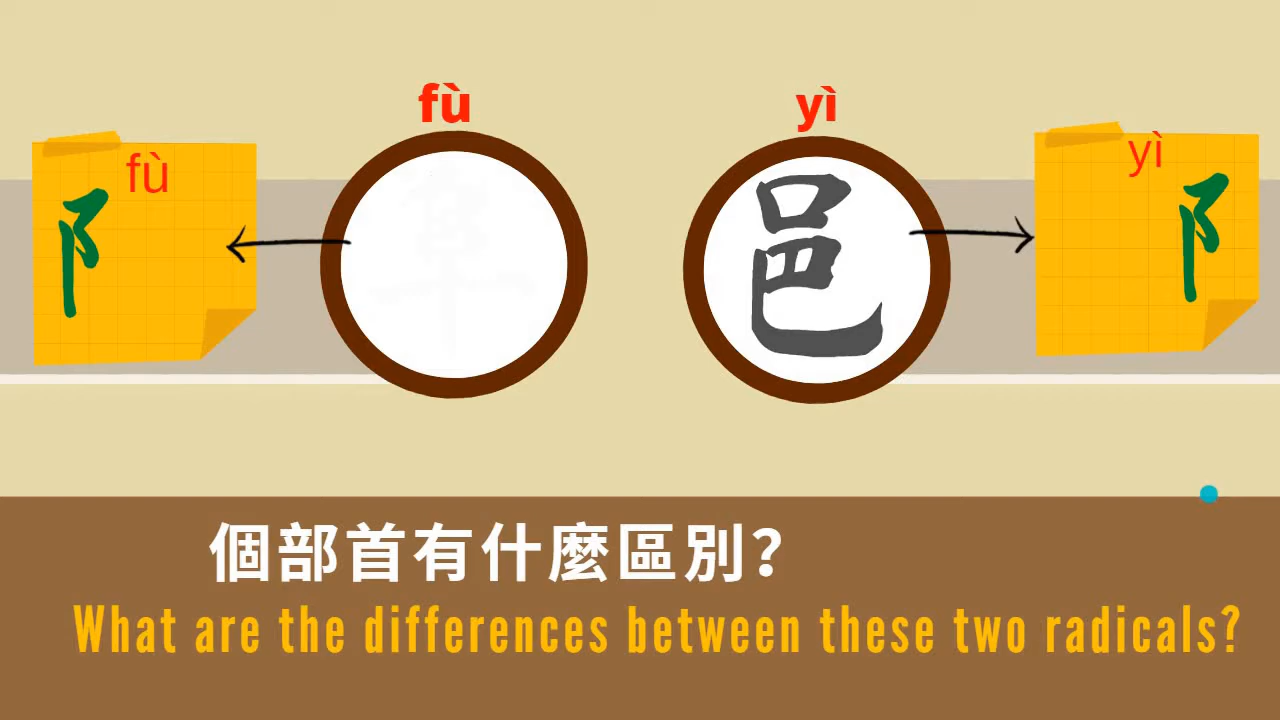 fù
yì
fù
yì
阝
阜
邑
阝
個部首有什麼區別？
What are the differences between these two radicals?